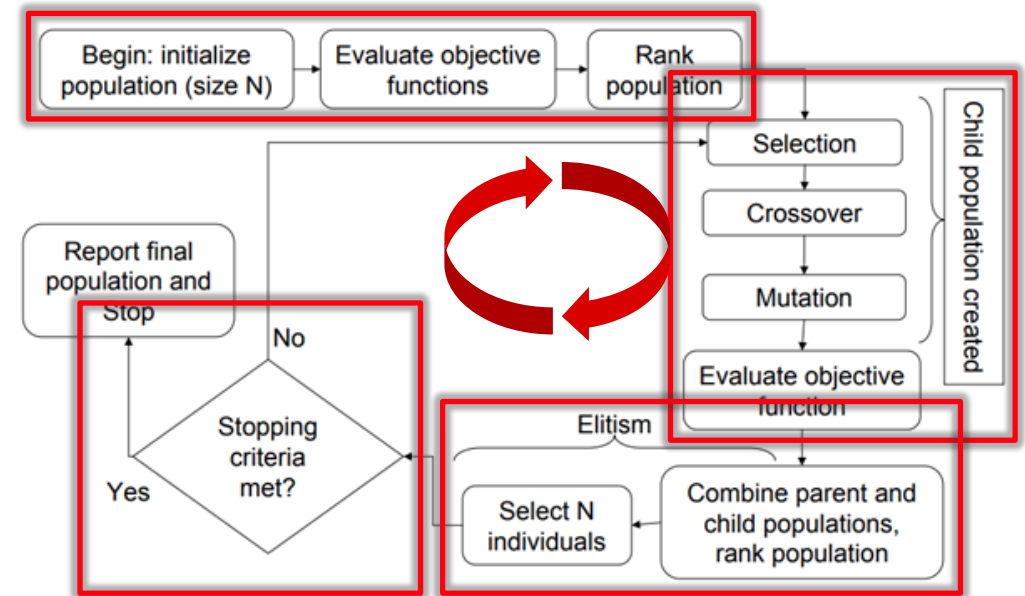 Begin: initialize
population (size N)
Evaluate objective
functions
Rank
population
Selection
Crossover
Mutation
Evaluate objective
function
Child population created
Elitism
Combine parent and
child populations,
rank population
Select N
individuals
Stopping
criteria
met?
No
Yes
Report final
population and
Stop